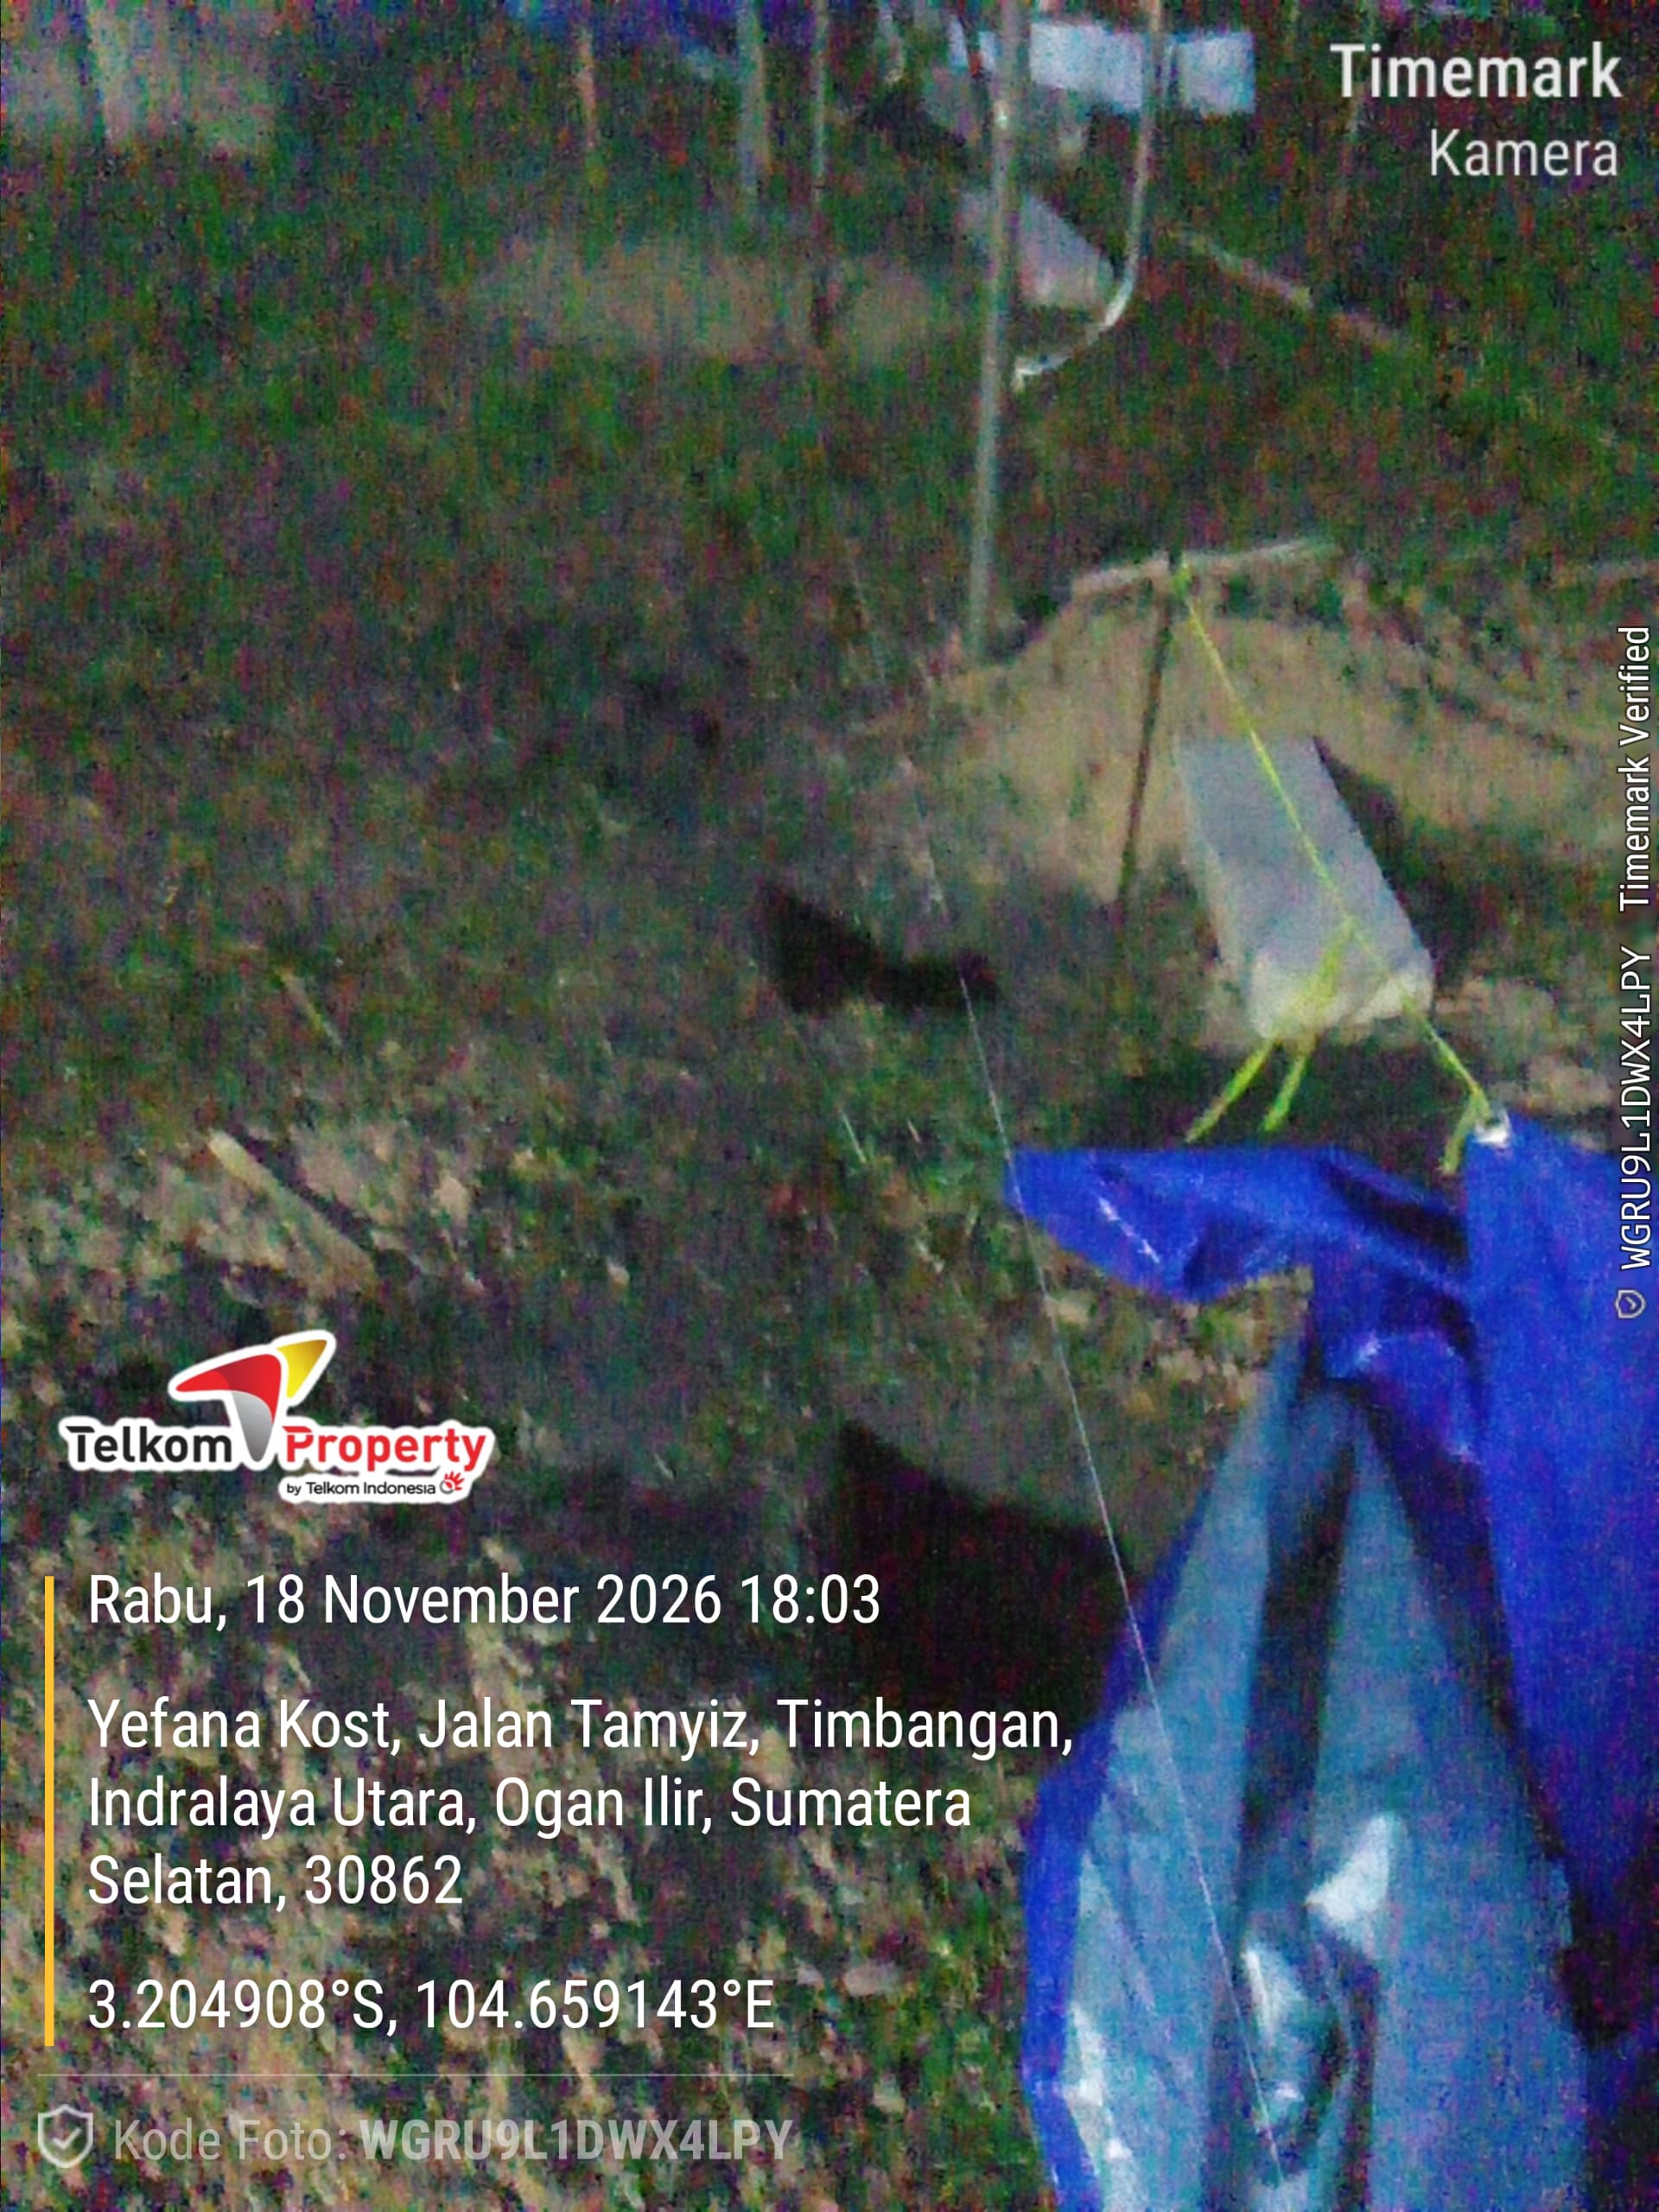 Timemark
Kamera
WGRU9L1DWX4LPY Timemark Verified
Telkom Property
by Telkom Indonesia
Rabu, 18 November 2026 18:03
Yefana Kost, Jalan Tamyiz, Timbangan,
Indralaya Utara, Ogan Ilir, Sumatera
Selatan, 30862
3.204908°S, 104.659143°E
Kode Foto: WGRU9L1DWX4LPY